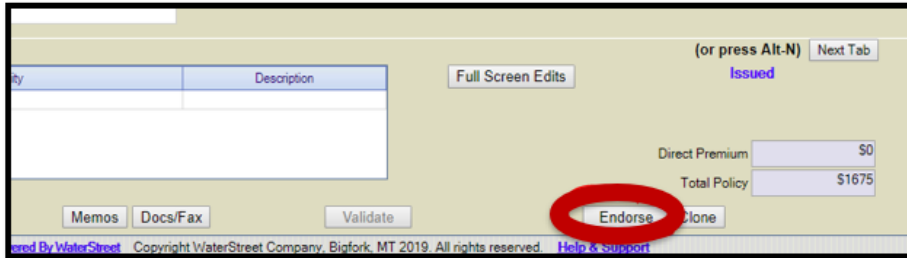 (or press Alt-N) Next Tab
ity Description Full Screen Edits Issued
Direct Premium $0
Total Policy $1675
Memos Docs/Fax Validate Endorse Clone
ered By WaterStreet Copyright WaterStreet Company, Bigfork, MT 2019. All rights reserved. Help & Support